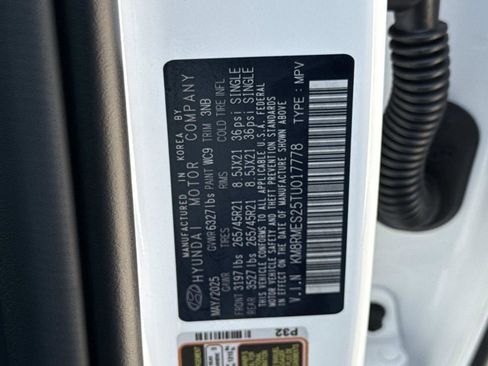 MANUFACTURED IN KOREA BY
HYUNDAI MOTOR COMPANY
MAY/2025 GVWR 6327lbs PAINT WC9 TRIM 3NB
GAWR TIRES RIMS COLD TIRE INFL
FRONT 3197lbs 265/45R21 8.5JX21 36psi SINGLE
REAR 3527lbs 265/45R21 8.5JX21 36psi SINGLE
THIS VEHICLE CONFORMS TO ALL APPLICABLE U.S.A. FEDERAL
MOTOR VEHICLE SAFETY AND THEFT PREVENTION STANDARDS
IN EFFECT ON THE DATE OF MANUFACTURE SHOWN ABOVE
V.I.N : KM8RMES25TU017778 TYPE : MPV
P32